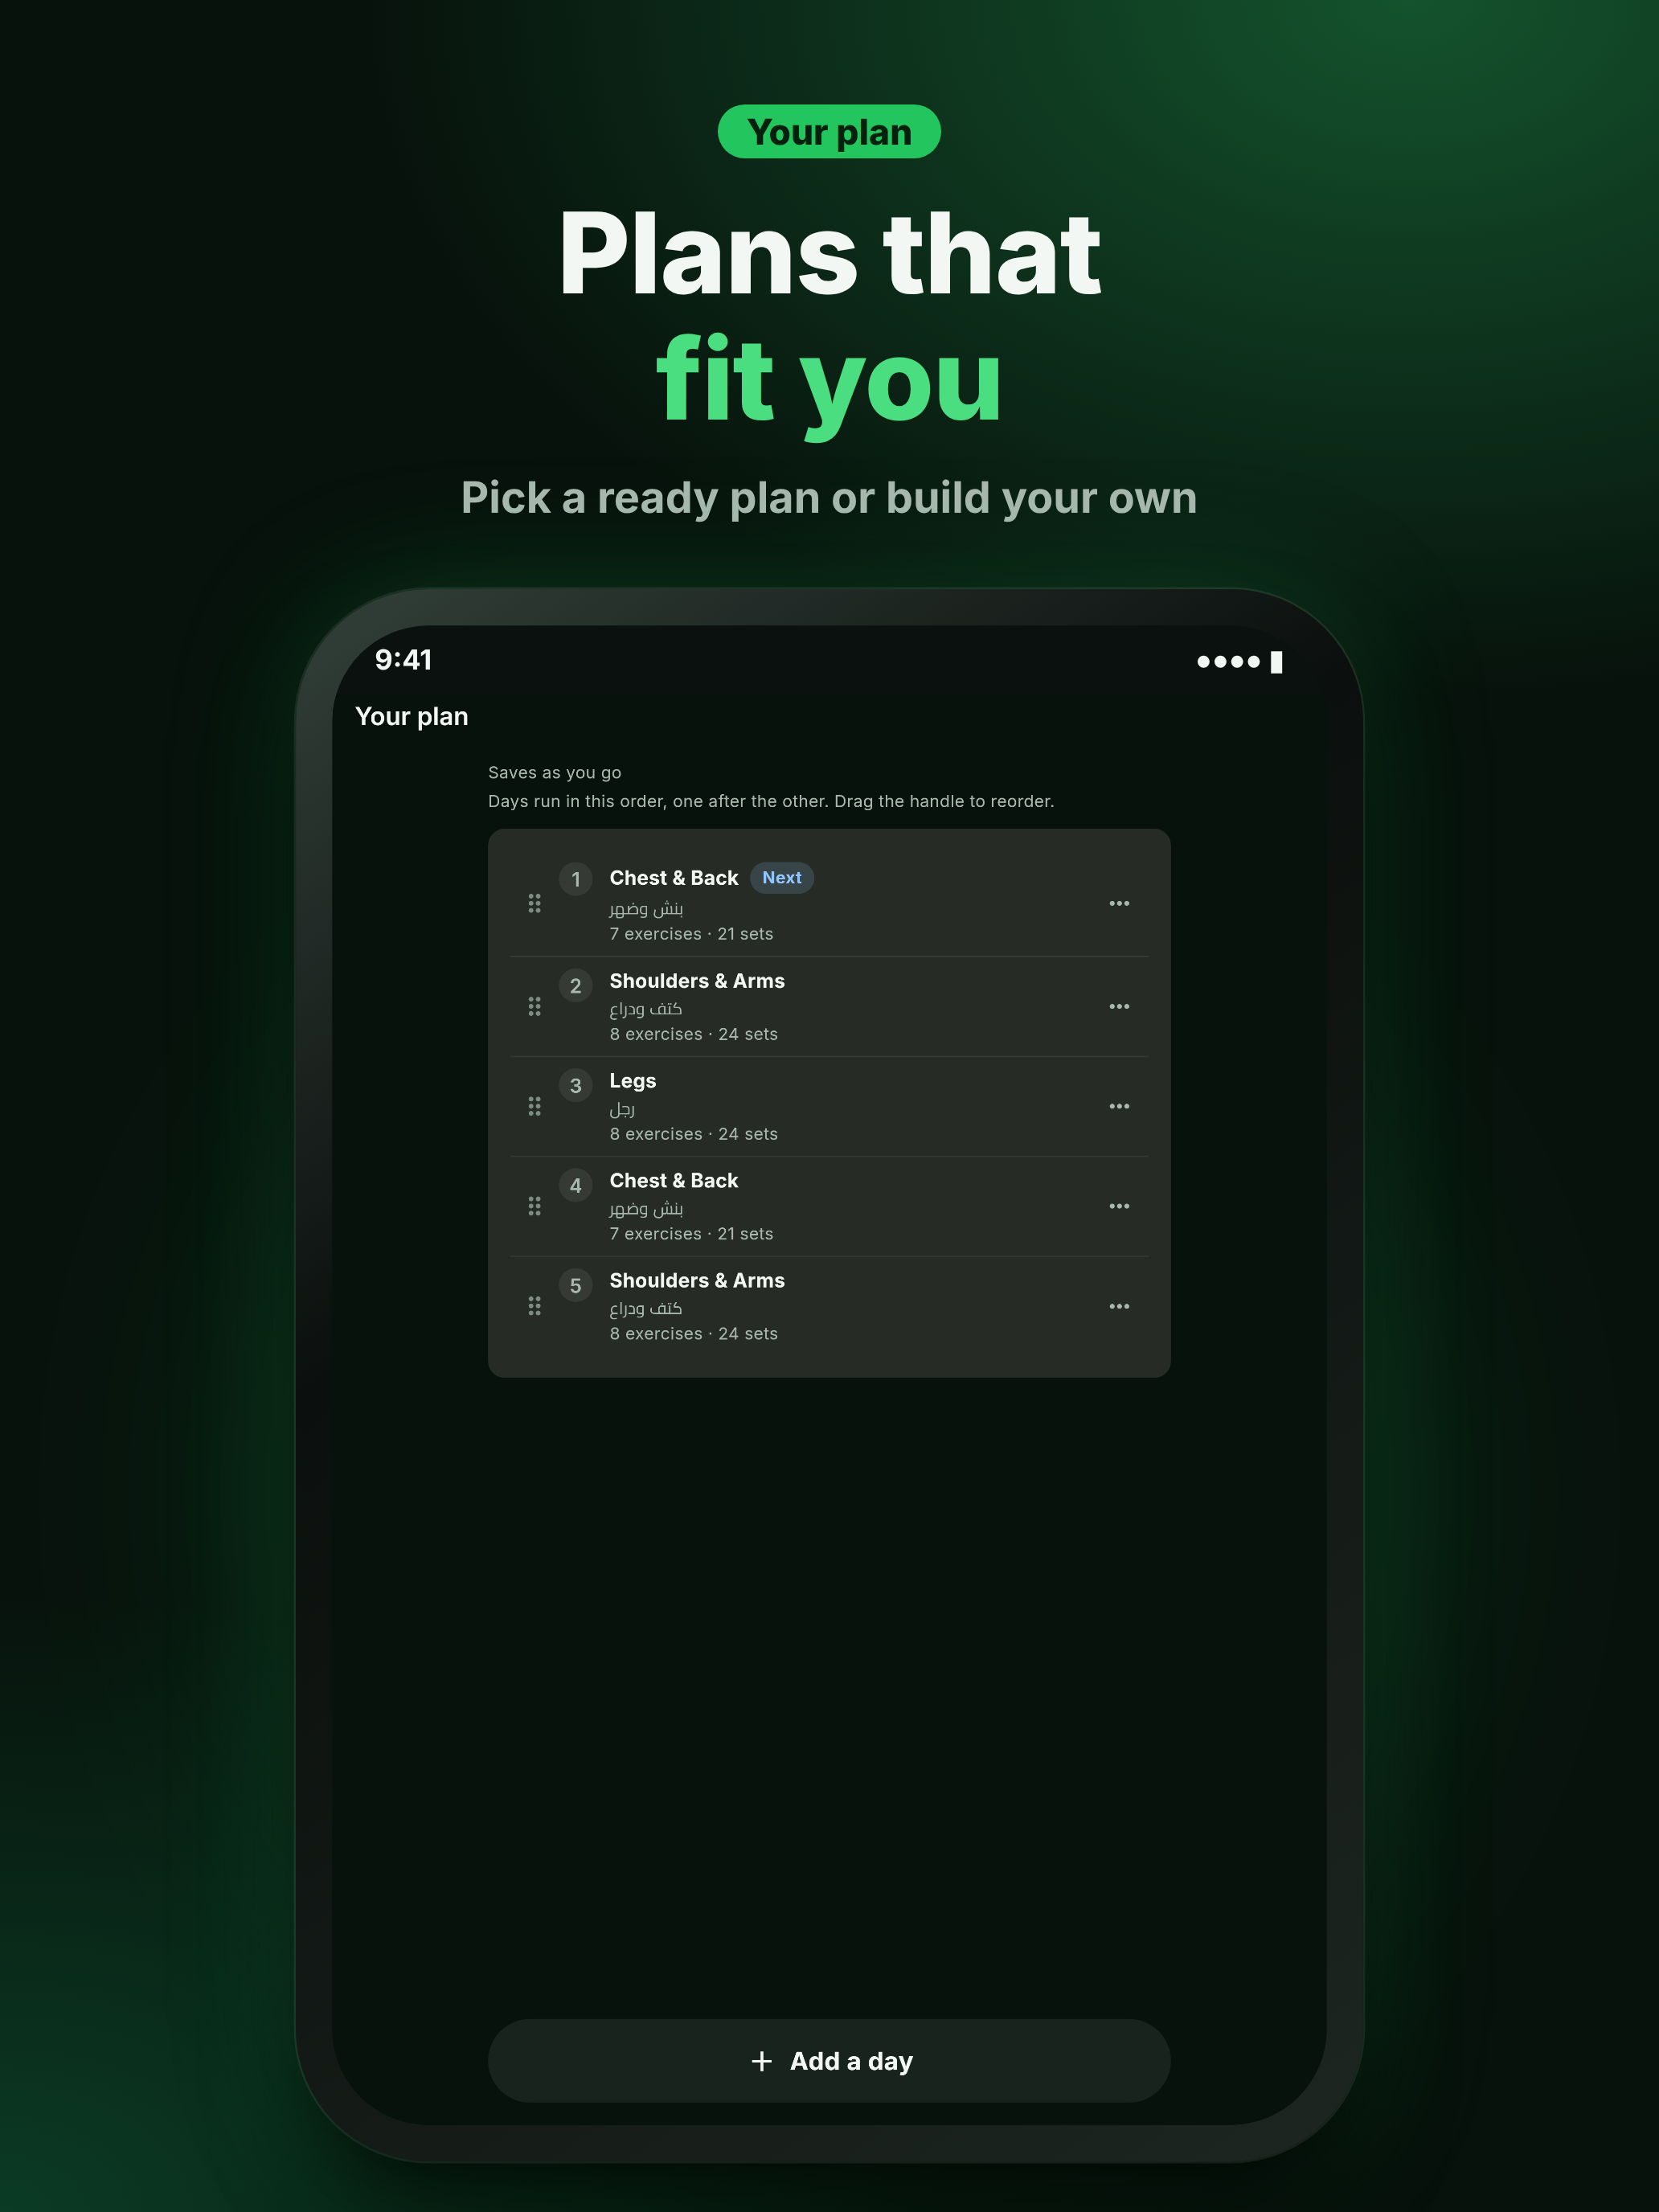 Your plan
Plans that
fit you
Pick a ready plan or build your own
9:41
Your plan
Saves as you go
Days run in this order, one after the other. Drag the handle to reorder.
1 Chest & Back Next
بنش وضهر
7 exercises · 21 sets
2 Shoulders & Arms
كتف ودراع
8 exercises · 24 sets
3 Legs
رجل
8 exercises · 24 sets
4 Chest & Back
بنش وضهر
7 exercises · 21 sets
5 Shoulders & Arms
كتف ودراع
8 exercises · 24 sets
+ Add a day